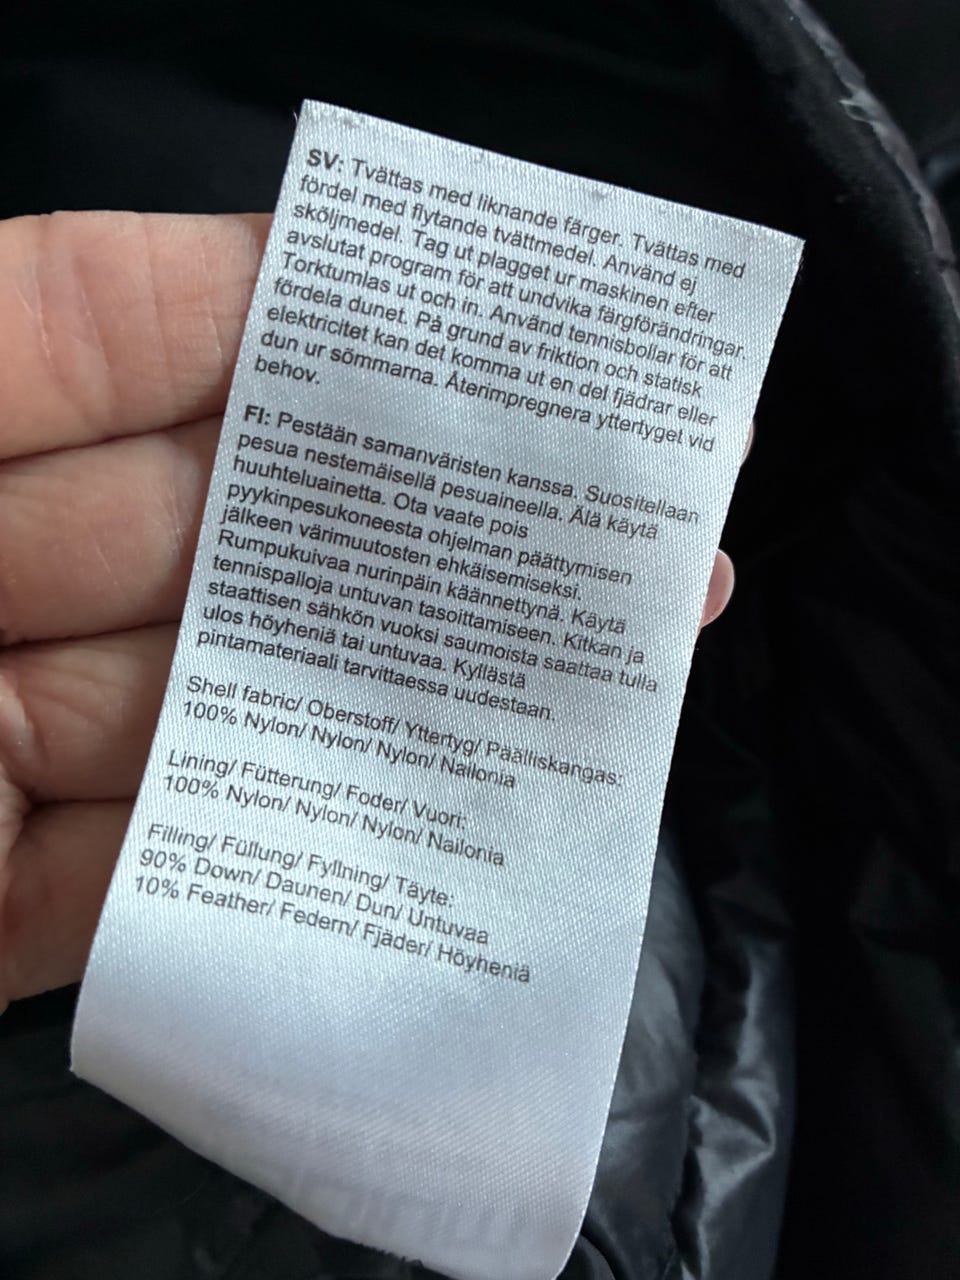 SV: Tvättas med liknande färger. Tvättas med
fördel med flytande tvättmedel. Använd ej
sköljmedel. Tag ut plagget ur maskinen efter
avslutat program för att undvika färgförändringar.
Torktumlas ut och in. Använd tennisbollar för att
fördela dunet. På grund av friktion och statisk
elektricitet kan det komma ut en del fjädrar eller
dun ur sömmarna. Återimpregnera yttertyget vid
behov.
FI: Pestään samanväristen kanssa. Suositellaan
pesua nestemäisellä pesuaineella. Älä käytä
huuhteluainetta. Ota vaate pois
pyykinpesukoneesta ohjelman päättymisen
jälkeen värimuutosten ehkäisemiseksi.
Rumpukuivaa nurinpäin käännettynä. Käytä
tennispalloja untuvan tasoittamiseen. Kitkan ja
staattisen sähkön vuoksi saumoista saattaa tulla
ulos höyheniä tai untuvaa. Kyllästä
pintamateriaali tarvittaessa uudestaan.
Shell fabric/ Oberstoff/ Yttertyg/ Päälliskangas:
100% Nylon/ Nylon/ Nylon/ Nailonia
Lining/ Fütterung/ Foder/ Vuori:
100% Nylon/ Nylon/ Nylon/ Nailonia
Filling/ Füllung/ Fyllning/ Täyte:
90% Down/ Daunen/ Dun/ Untuvaa
10% Feather/ Federn/ Fjäder/ Höyheniä